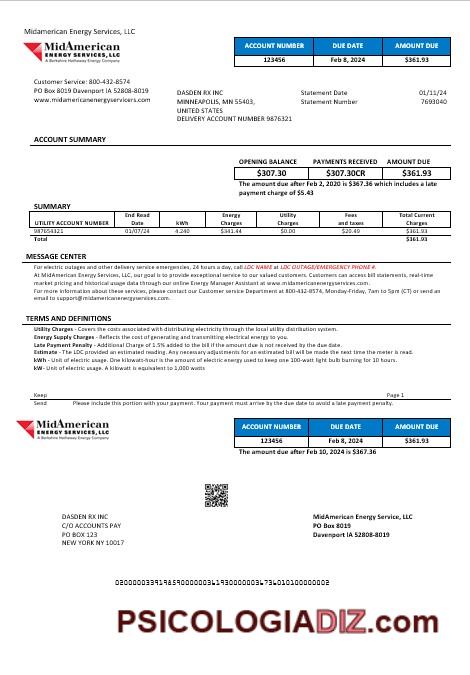 Midamerican Energy Services, LLC
MIDAMERICAN
ENERGY SERVICES, LLC
A Berkshire Hathaway Energy Company
ACCOUNT NUMBER DUE DATE AMOUNT DUE
123456 Feb 8, 2024 $361.93
Customer Service: 800-432-8574
PO Box 8019 Davenport IA 52808-8019
www.midamericanenergyservicers.com
DASDEN RX INC
MINNEAPOLIS, MN 55403,
UNITED STATES
DELIVERY ACCOUNT NUMBER 9876321
Statement Date 01/11/24
Statement Number 7693040
ACCOUNT SUMMARY
OPENING BALANCE PAYMENTS RECEIVED AMOUNT DUE
$307.30 $307.30CR $361.93
The amount due after Feb 2, 2020 is $367.36 which includes a late
payment charge of $5.43
SUMMARY
UTILITY ACCOUNT NUMBER End Read Date kWh Energy Charges Utility Charges Fees and taxes Total Current Charges
987654321 01/07/24 4.240 $341.44 $0.00 $20.49 $361.93
Total $361.93
MESSAGE CENTER
For electric outages and other delivery service emergencies, 24 hours a day, call LDC NAME at LDC OUTAGE/EMERGENCY PHONE #.
At MidAmerican Energy Services, LLC, our goal is to provide exceptional service to our valued customers. Customers can access bill statements, real-time
market pricing and historical usage data through our online Energy Manager Assistant at www.midamericanenergyservices.com.
For more information about these services, please contact our Customer service Department at 800-432-8574, Monday-Friday, 7am to 5pm (CT) or send an
email to support@midamericanenergyservices.com.
TERMS AND DEFINITIONS
Utility Charges - Covers the costs associated with distributing electricity through the local utility distribution system.
Energy Supply Charges - Reflects the cost of generating and transmitting electrical energy to you.
Late Payment Penalty - Additional Charge of 1.5% added to the bill if the amount due is not received by the due date.
Estimate - The LDC provided an estimated reading. Any necessary adjustments for an estimated bill will be made the next time the meter is read.
kWh - Unit of electric usage. One kilowatt-hour is the amount of energy used to keep one 100-watt light bulb burning for 10 hours.
kW- Unit of electric usage. A kilowatt is equivalent to 1,000 watts
Keep Page 1
Send Please include this portion with your payment. Your payment must arrive by the due date to avoid a late payment penalty.
MIDAMERICAN
ENERGY SERVICES, LLC
A Berkshire Hathaway Energy Company
ACCOUNT NUMBER DUE DATE AMOUNT DUE
123456 Feb 8, 2024 $361.93
The amount due after Feb 10, 2024 is $367.36
DASDEN RX INC
C/O ACCOUNTS PAY
PO BOX 123
NEW YORK NY 10017
MidAmerican Energy Service, LLC
PO Box 8019
Davenport IA 52808-8019
PSICOLOGIADIZ.com